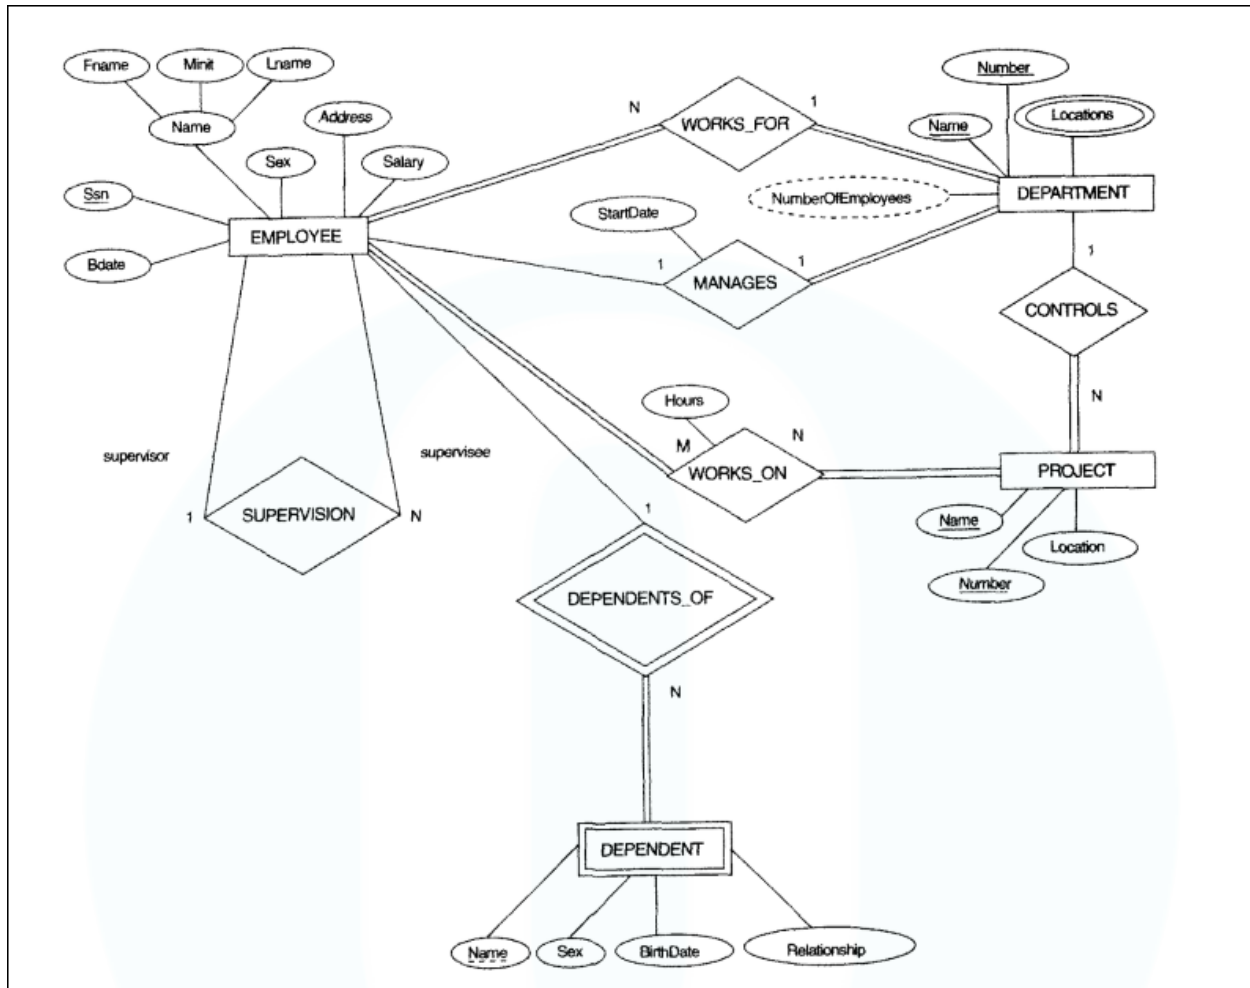 Fname
Minit
Lname
Name
Address
Sex
Salary
Ssn
Bdate
EMPLOYEE
N
WORKS_FOR
1
Number
Name
Locations
NumberOfEmployees
DEPARTMENT
StartDate
1
MANAGES
1
1
CONTROLS
N
Hours
M
WORKS_ON
N
PROJECT
Name
Number
Location
supervisor
supervisee
1
SUPERVISION
N
1
DEPENDENTS_OF
N
DEPENDENT
Name
Sex
BirthDate
Relationship